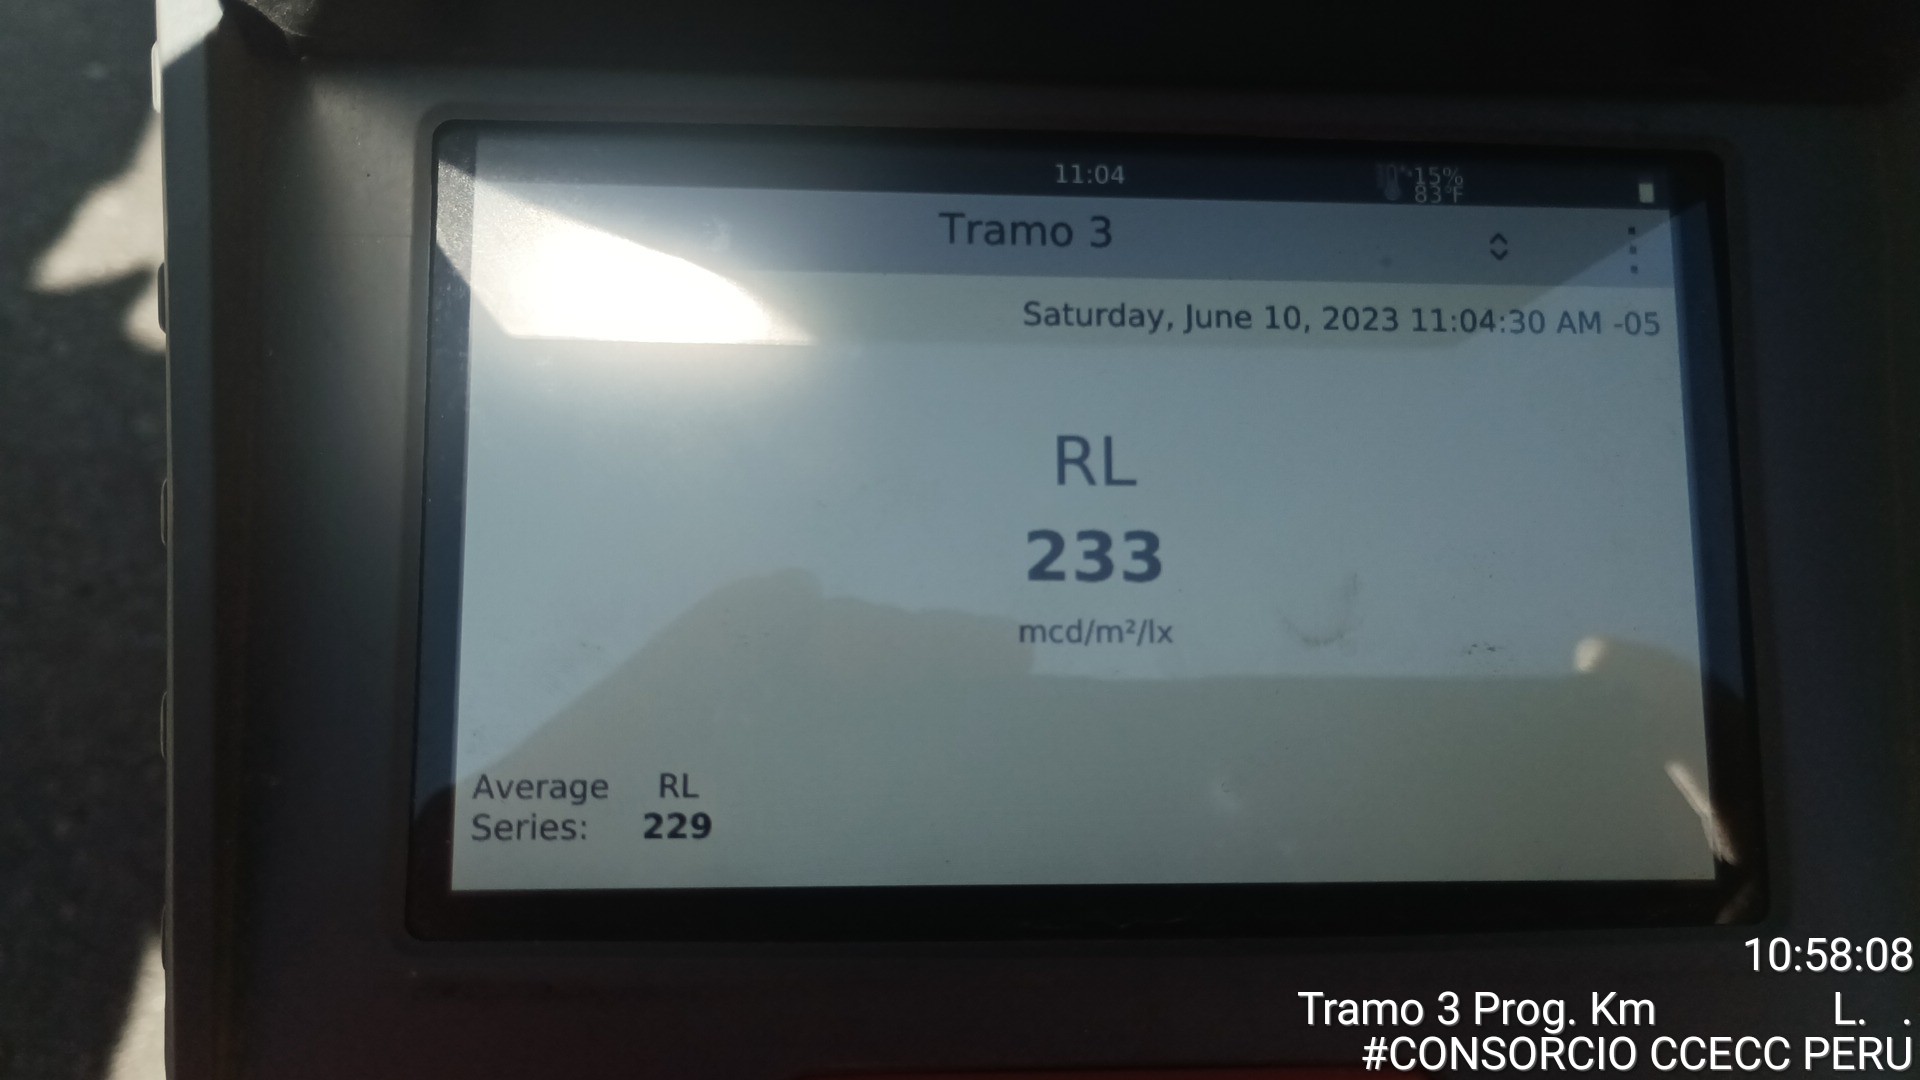 11:04
15%
83°F
Tramo 3
Saturday, June 10, 2023 11:04:30 AM -05
RL
233
mcd/m²/lx
Average RL
Series: 229
10:58:08
Tramo 3 Prog. Km L. .
#CONSORCIO CCECC PERU